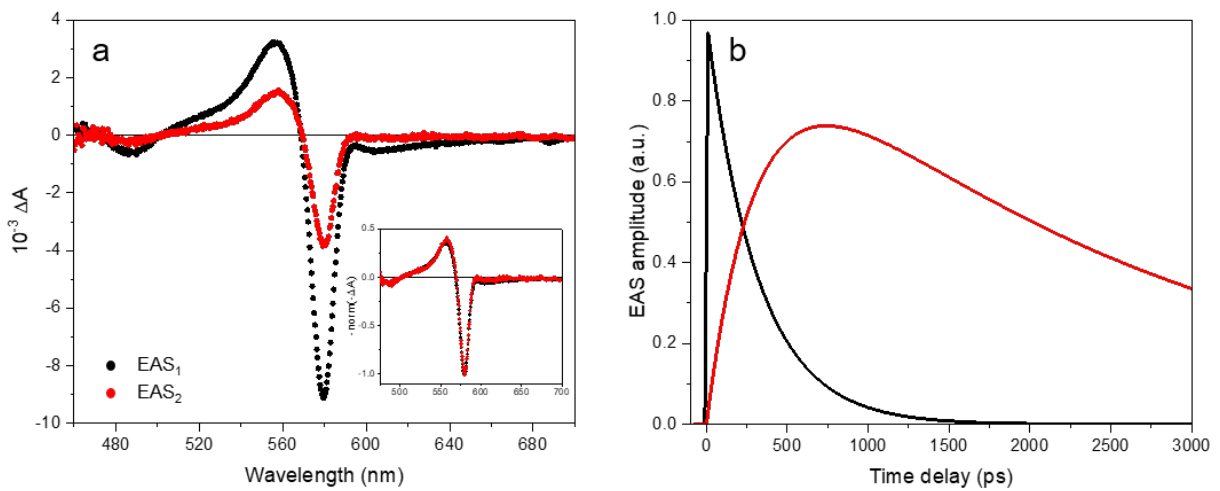 a
4
2
0
-2
-4
-6
-8
-10
10-3 ΔA
480 520 560 600 640 680
Wavelength (nm)
EAS1
EAS2
0.5
0.0
-0.5
-1.0
- norm(-ΔA)
500 550 600 650 700
b
1.0
0.8
0.6
0.4
0.2
0.0
EAS amplitude (a.u.)
0 500 1000 1500 2000 2500 3000
Time delay (ps)